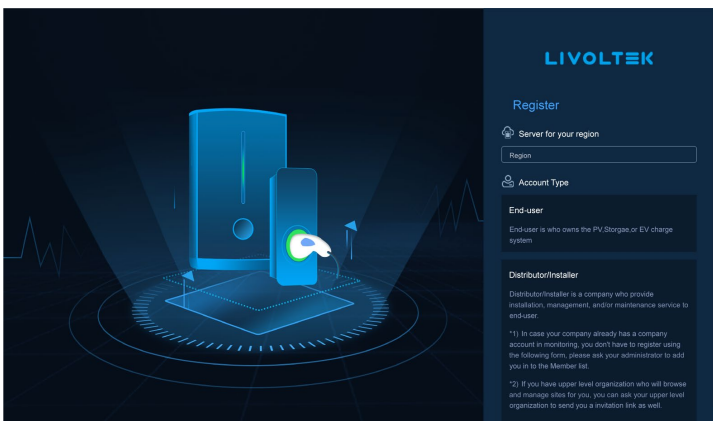 LIVOLTEK
Register
Server for your region
Region
Account Type
End-user
End-user is who owns the PV,Storgae,or EV charge
system
Distributor/Installer
Distributor/Installer is a company who provide
installation, management, and/or maintenance service to
end-user.
*1) In case your company already has a company
account in monitoring, you don't have to register using
the following form, please ask your administrator to add
you in to the Member list.
*2) If you have upper level organization who will browse
and manage sites for you, you can ask your upper level
organization to send you a invitation link as well.